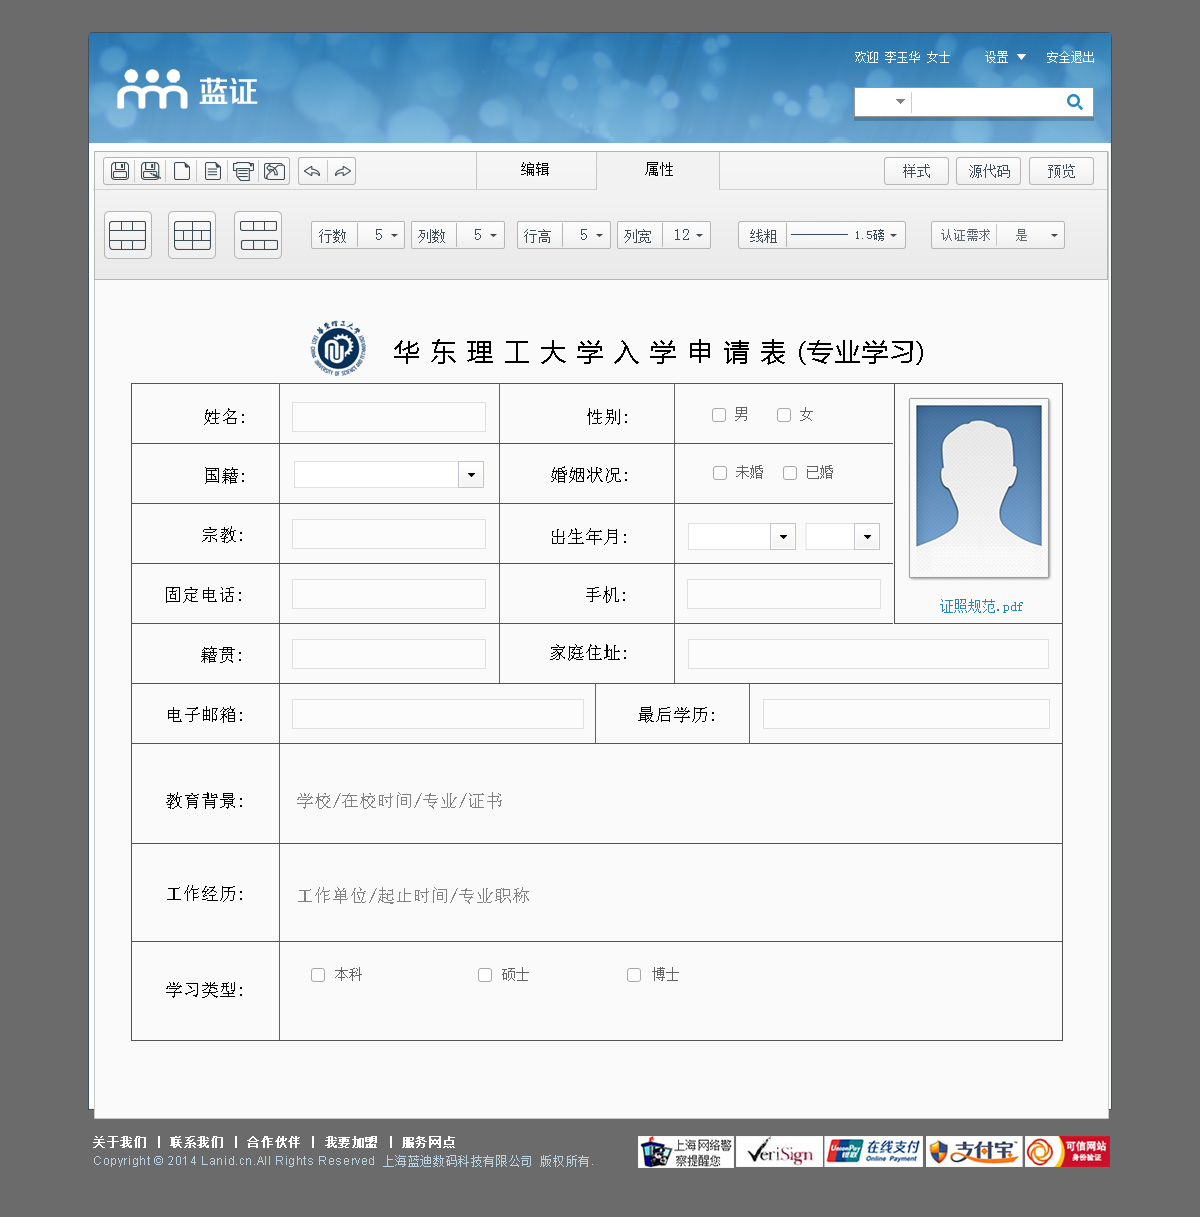 欢迎 李玉华 女士 设置 安全退出
蓝证
编辑 属性 样式 源代码 预览
行数 5 列数 5 行高 5 列宽 12 线粗 1.5磅 认证需求 是
华东理工大学入学申请表(专业学习)
姓名: 性别: 男 女
国籍: 婚姻状况: 未婚 已婚
宗教: 出生年月:
固定电话: 手机:
证照规范.pdf
籍贯: 家庭住址:
电子邮箱: 最后学历:
教育背景: 学校/在校时间/专业/证书
工作经历: 工作单位/起止时间/专业职称
学习类型: 本科 硕士 博士
关于我们 | 联系我们 | 合作伙伴 | 我要加盟 | 服务网点
Copyright © 2014 Lanid.cn.All Rights Reserved 上海蓝迪数码科技有限公司 版权所有.
上海网络警
察提醒您
VeriSign
UnionPay
银联
在线支付
Online Payment
支付宝
可信网站
身份验证